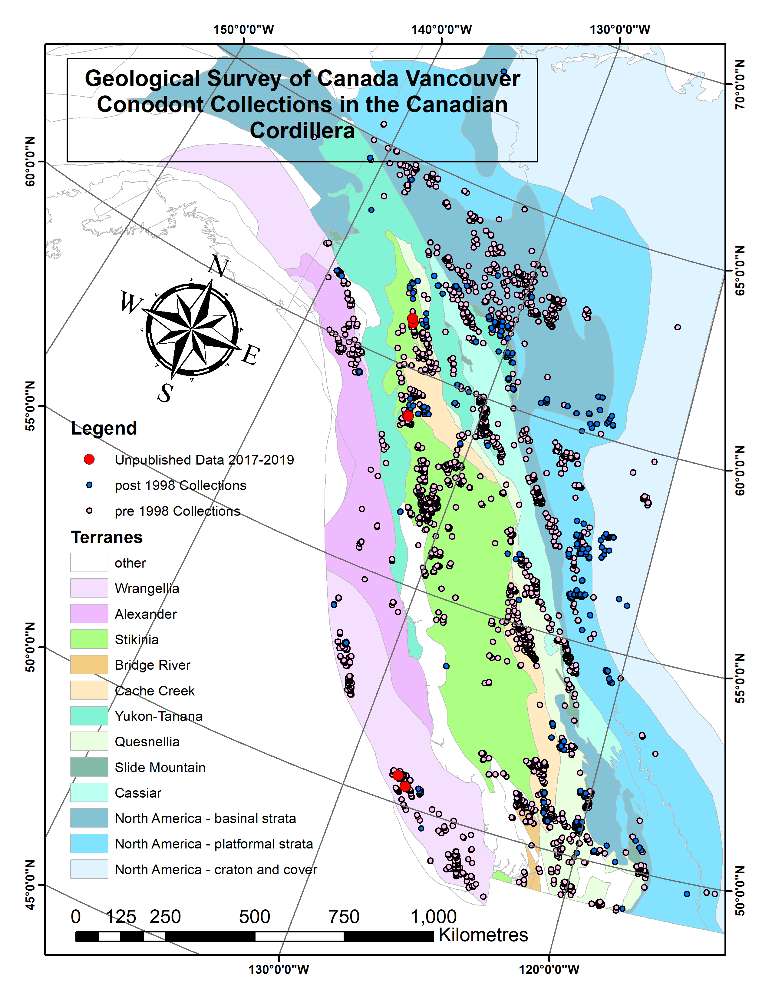 150°0'0"W
140°0'0"W
130°0'0"W
Geological Survey of Canada Vancouver
Conodont Collections in the Canadian
Cordillera
70°0'0"N
60°0'0"N
65°0'0"N
N
W
E
S
55°0'0"N
Legend
Unpublished Data 2017-2019
post 1998 Collections
pre 1998 Collections
60°0'0"N
Terranes
other
Wrangellia
Alexander
Stikinia
Bridge River
Cache Creek
Yukon-Tanana
Quesnellia
Slide Mountain
Cassiar
North America - basinal strata
North America - platformal strata
North America - craton and cover
50°0'0"N
55°0'0"N
45°0'0"N
50°0'0"N
0 125 250 500 750 1,000
Kilometres
130°0'0"W
120°0'0"W